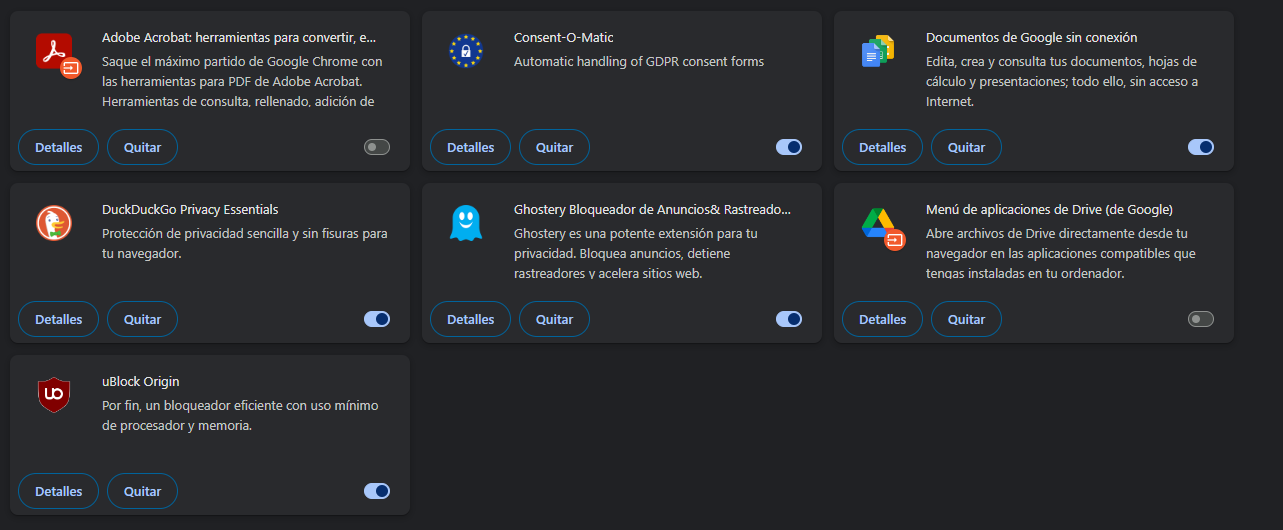 Adobe Acrobat: herramientas para convertir, e...
Saque el máximo partido de Google Chrome con
las herramientas para PDF de Adobe Acrobat.
Herramientas de consulta, rellenado, adición de
Detalles
Quitar
Consent-O-Matic
Automatic handling of GDPR consent forms
Detalles
Quitar
Documentos de Google sin conexión
Edita, crea y consulta tus documentos, hojas de
cálculo y presentaciones; todo ello, sin acceso a
Internet.
Detalles
Quitar
DuckDuckGo Privacy Essentials
Protección de privacidad sencilla y sin fisuras para
tu navegador.
Detalles
Quitar
Ghostery Bloqueador de Anuncios& Rastreado...
Ghostery es una potente extensión para tu
privacidad. Bloquea anuncios, detiene
rastreadores y acelera sitios web.
Detalles
Quitar
Menú de aplicaciones de Drive (de Google)
Abre archivos de Drive directamente desde tu
navegador en las aplicaciones compatibles que
tengas instaladas en tu ordenador.
Detalles
Quitar
uBlock Origin
Por fin, un bloqueador eficiente con uso mínimo
de procesador y memoria.
Detalles
Quitar